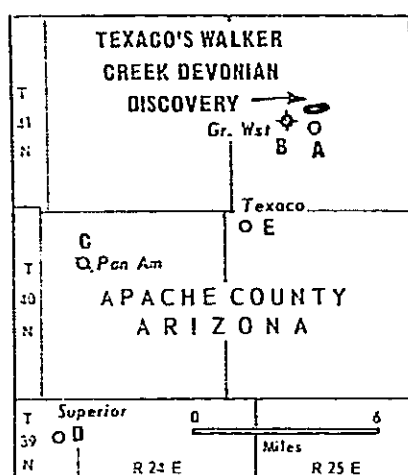 TEXACO'S WALKER
CREEK DEVONIAN
DISCOVERY
T
41
N
Gr. Wst
B A
Texaco
E
C
Pan Am
T
40
N
APACHE COUNTY
ARIZONA
T
39
N
Superior
D
0 6
Miles
R 24 E R 25 E